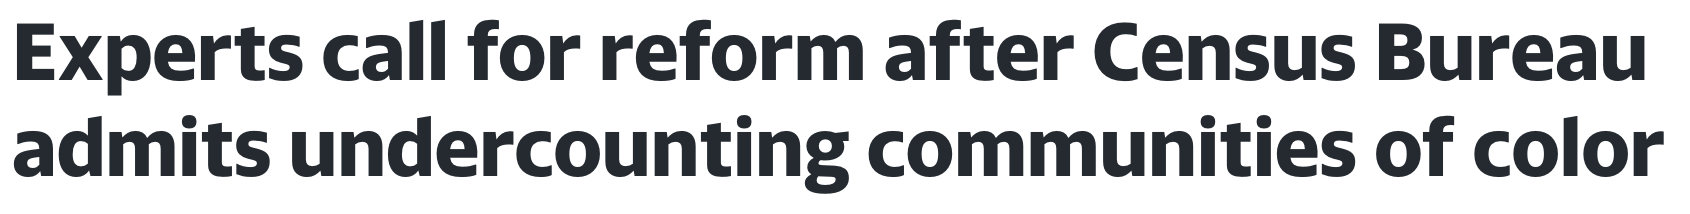 Experts call for reform after Census Bureau
admits undercounting communities of color